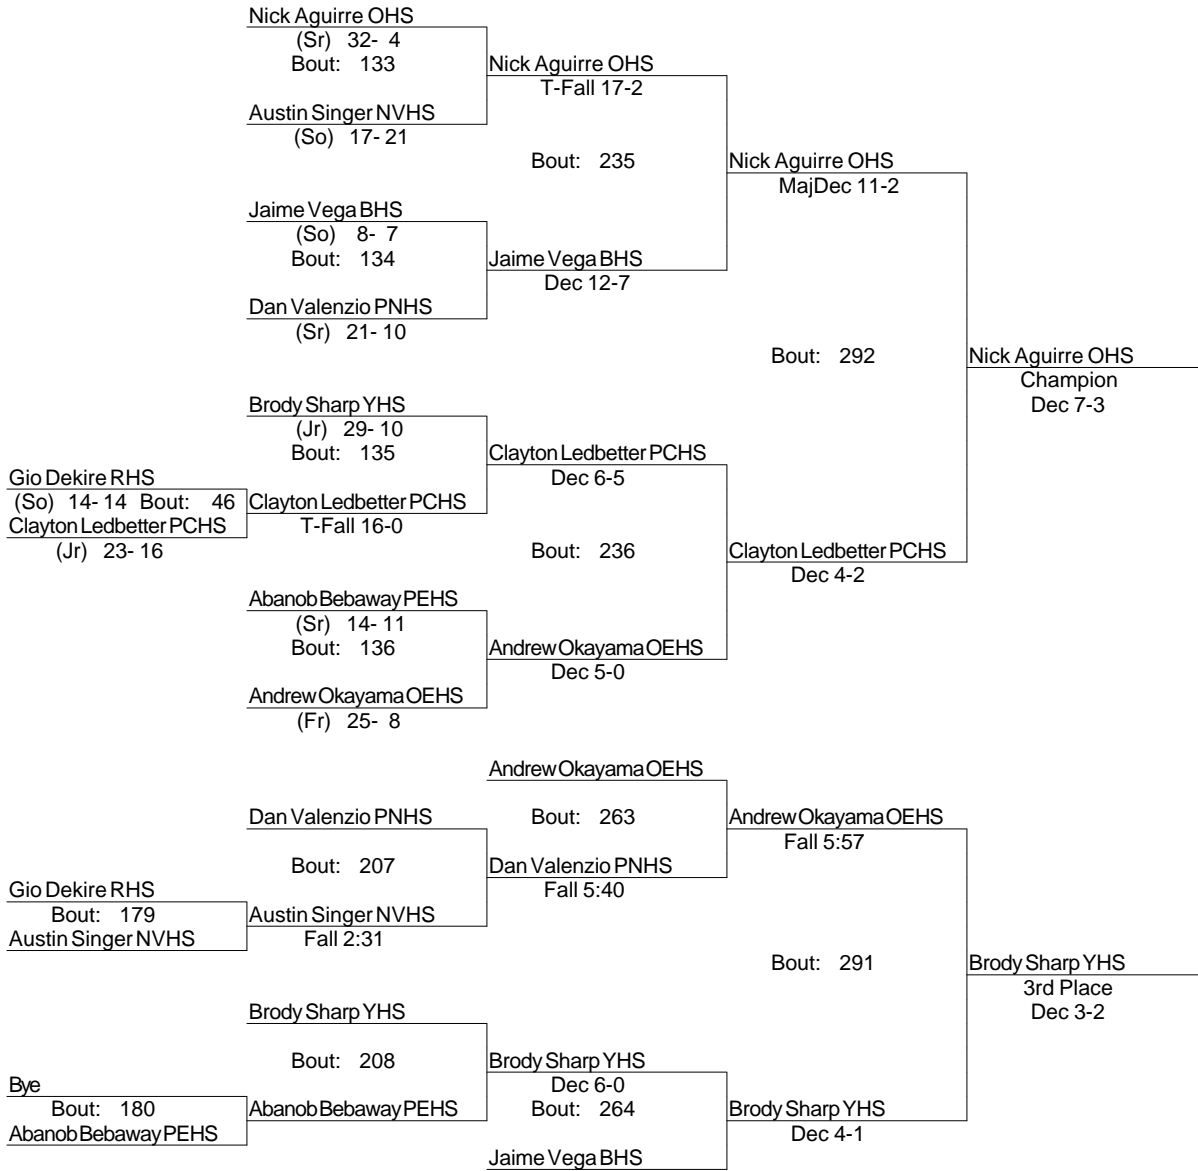 Nick Aguirre OHS
(Sr) 32- 4
Bout: 133
Nick Aguirre OHS
T-Fall 17-2
Austin Singer NVHS
(So) 17- 21
Bout: 235
Nick Aguirre OHS
MajDec 11-2
Jaime Vega BHS
(So) 8- 7
Bout: 134
Jaime Vega BHS
Dec 12-7
Dan Valenzio PNHS
(Sr) 21- 10
Bout: 292
Nick Aguirre OHS
Champion
Dec 7-3
Brody Sharp YHS
(Jr) 29- 10
Bout: 135
Clayton Ledbetter PCHS
Dec 6-5
Gio Dekire RHS
(So) 14- 14 Bout: 46
Clayton Ledbetter PCHS
T-Fall 16-0
Clayton Ledbetter PCHS
(Jr) 23- 16
Bout: 236
Clayton Ledbetter PCHS
Dec 4-2
Abanob Bebaway PEHS
(Sr) 14- 11
Bout: 136
Andrew Okayama OEHS
Dec 5-0
Andrew Okayama OEHS
(Fr) 25- 8
Andrew Okayama OEHS
Dan Valenzio PNHS
Bout: 263
Andrew Okayama OEHS
Fall 5:57
Bout: 207
Dan Valenzio PNHS
Fall 5:40
Gio Dekire RHS
Bout: 179
Austin Singer NVHS
Austin Singer NVHS
Fall 2:31
Bout: 291
Brody Sharp YHS
3rd Place
Dec 3-2
Brody Sharp YHS
Bout: 208
Brody Sharp YHS
Dec 6-0
Bye
Bout: 180
Abanob Bebaway PEHS
Abanob Bebaway PEHS
Bout: 264
Brody Sharp YHS
Dec 4-1
Jaime Vega BHS